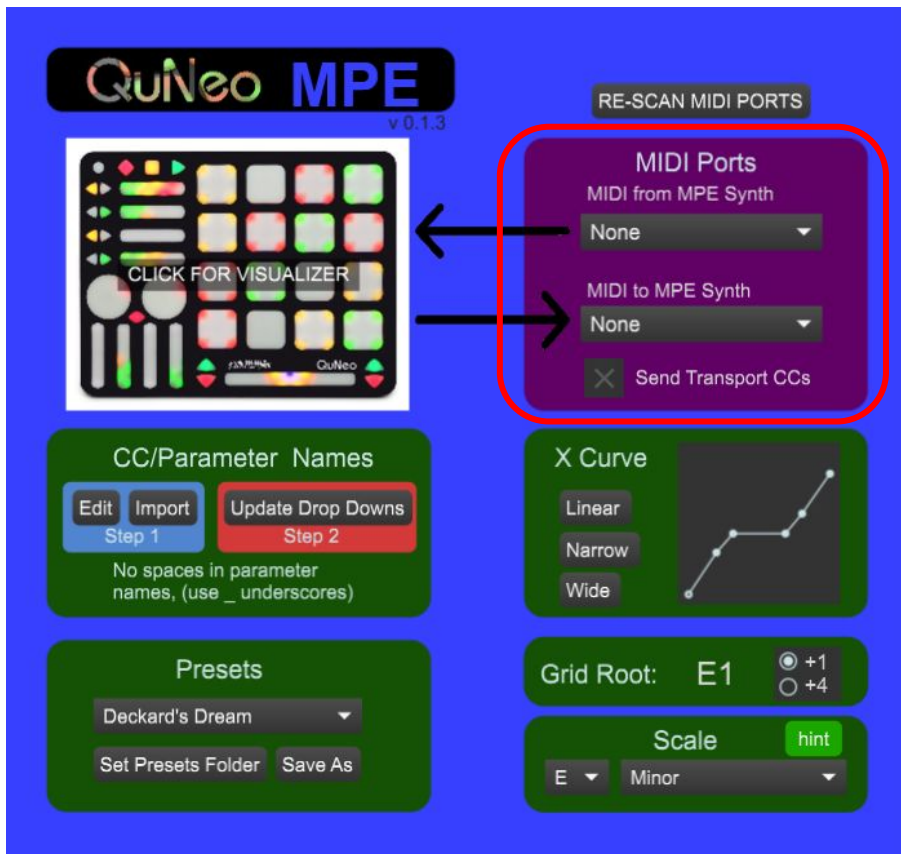 QuNeo MPE
v 0.1.3
RE-SCAN MIDI PORTS
CLICK FOR VISUALIZER
QuNeo
MIDI Ports
MIDI from MPE Synth
None
MIDI to MPE Synth
None
Send Transport CCs
CC/Parameter Names
Edit Import Update Drop Downs
Step 1 Step 2
No spaces in parameter
names, (use _ underscores)
X Curve
Linear
Narrow
Wide
Presets
Deckard's Dream
Set Presets Folder Save As
Grid Root: E1
+1
+4
Scale hint
E Minor